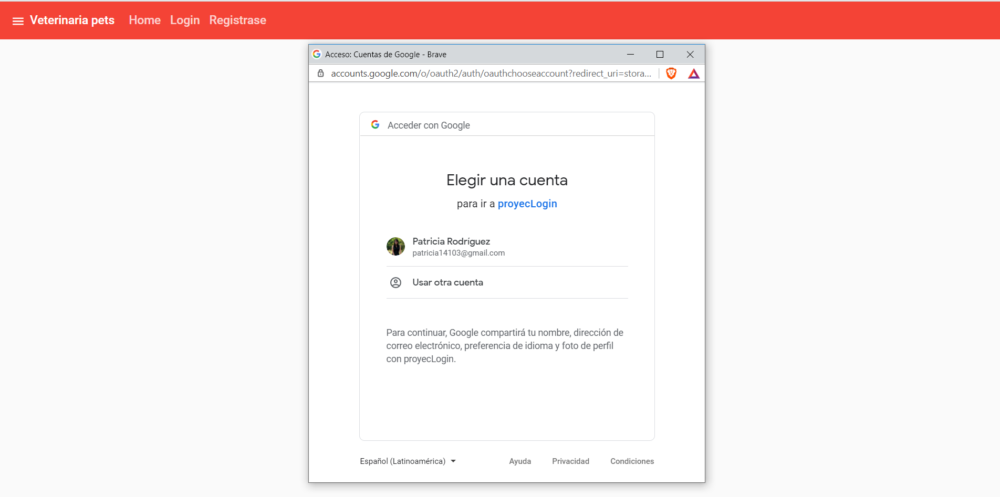 Veterinaria pets Home Login Registrase
Acceso: Cuentas de Google - Brave
accounts.google.com/o/oauth2/auth/oauthchooseaccount?redirect_uri=stora...
Acceder con Google
Elegir una cuenta
para ir a proyecLogin
Patricia Rodríguez
patricia14103@gmail.com
Usar otra cuenta
Para continuar, Google compartirá tu nombre, dirección de
correo electrónico, preferencia de idioma y foto de perfil
con proyecLogin.
Español (Latinoamérica) Ayuda Privacidad Condiciones